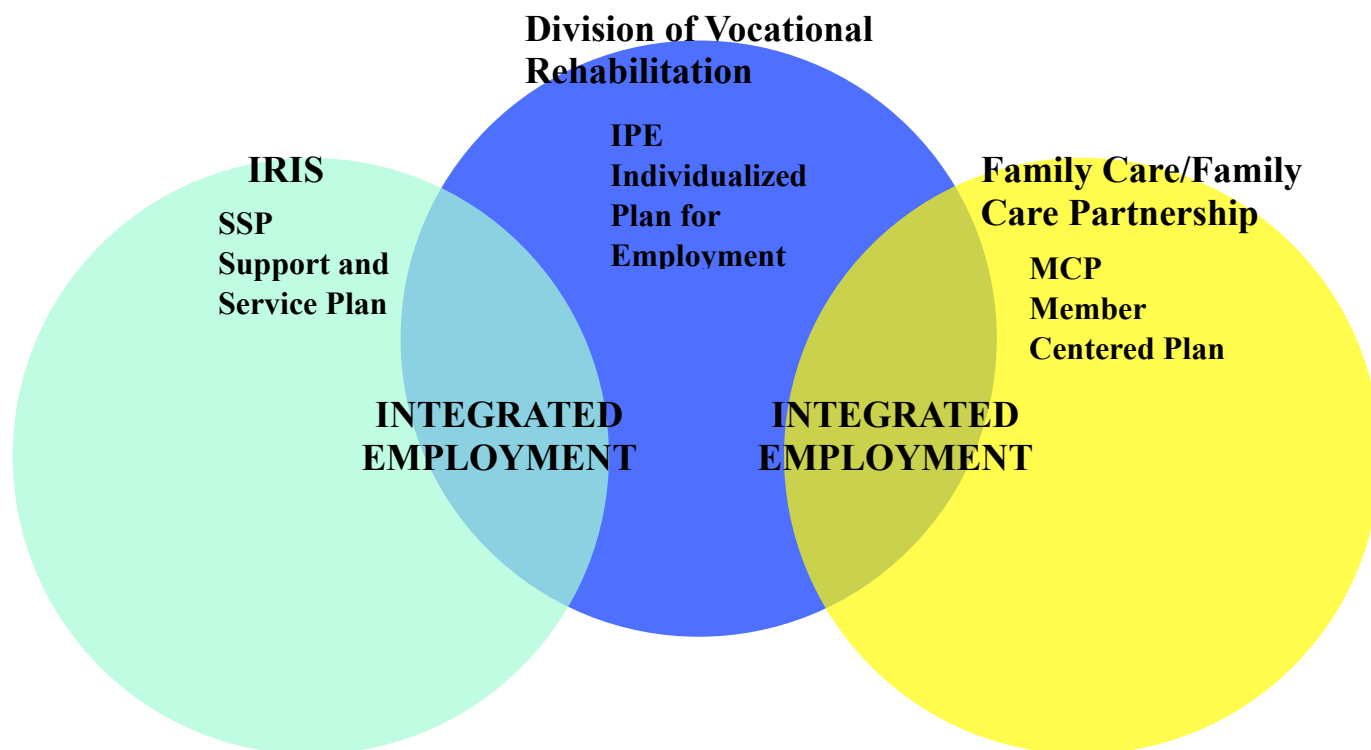 Division of Vocational
Rehabilitation
IPE
Individualized
Plan for
Employment
IRIS
SSP
Support and
Service Plan
Family Care/Family
Care Partnership
MCP
Member
Centered Plan
INTEGRATED
EMPLOYMENT
INTEGRATED
EMPLOYMENT